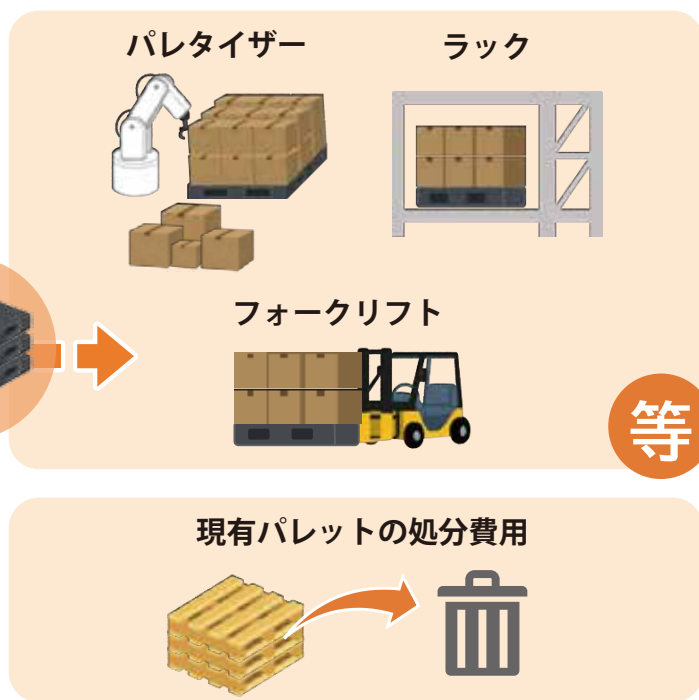 パレタイザー
ラック
フォークリフト
等
現有パレットの処分費用